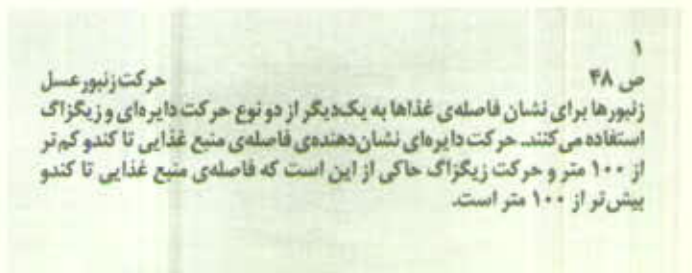 ۱
ص ۴۸ حرکت زنبور عسل
زنبورها برای نشان فاصله‌ی غذاها به یک‌دیگر از دو نوع حرکت دایره‌ای و زیگزاگ
استفاده می‌کنند. حرکت دایره‌ای نشان‌دهنده‌ی فاصله‌ی منبع غذایی تا کندو کم‌تر
از ۱۰۰ متر و حرکت زیگزاگ حاکی از این است که فاصله‌ی منبع غذایی تا کندو
بیش‌تر از ۱۰۰ متر است.